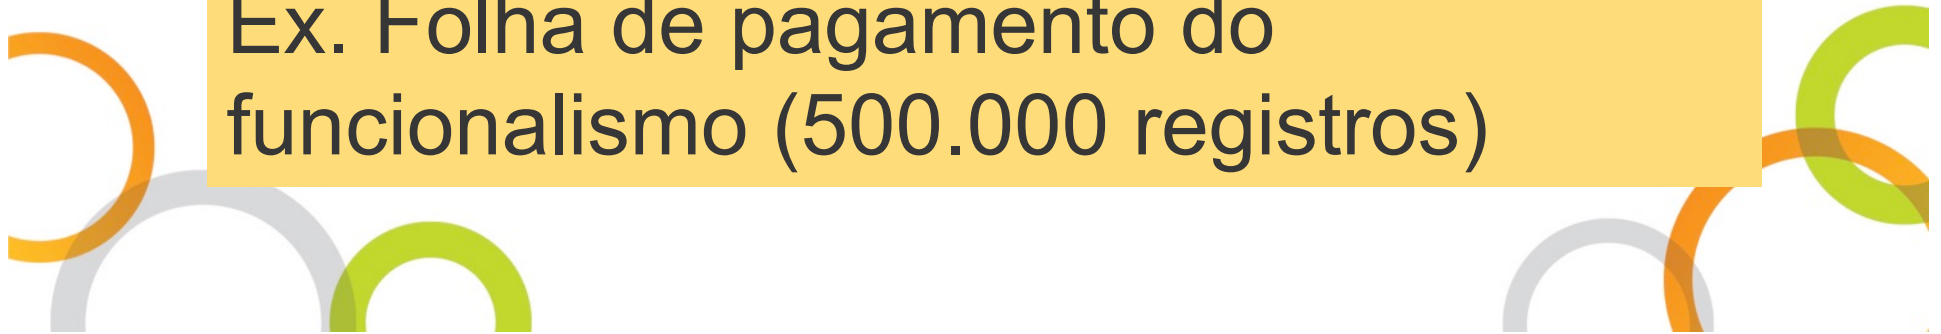 Ex. Folha de pagamento do
funcionalismo (500.000 registros)